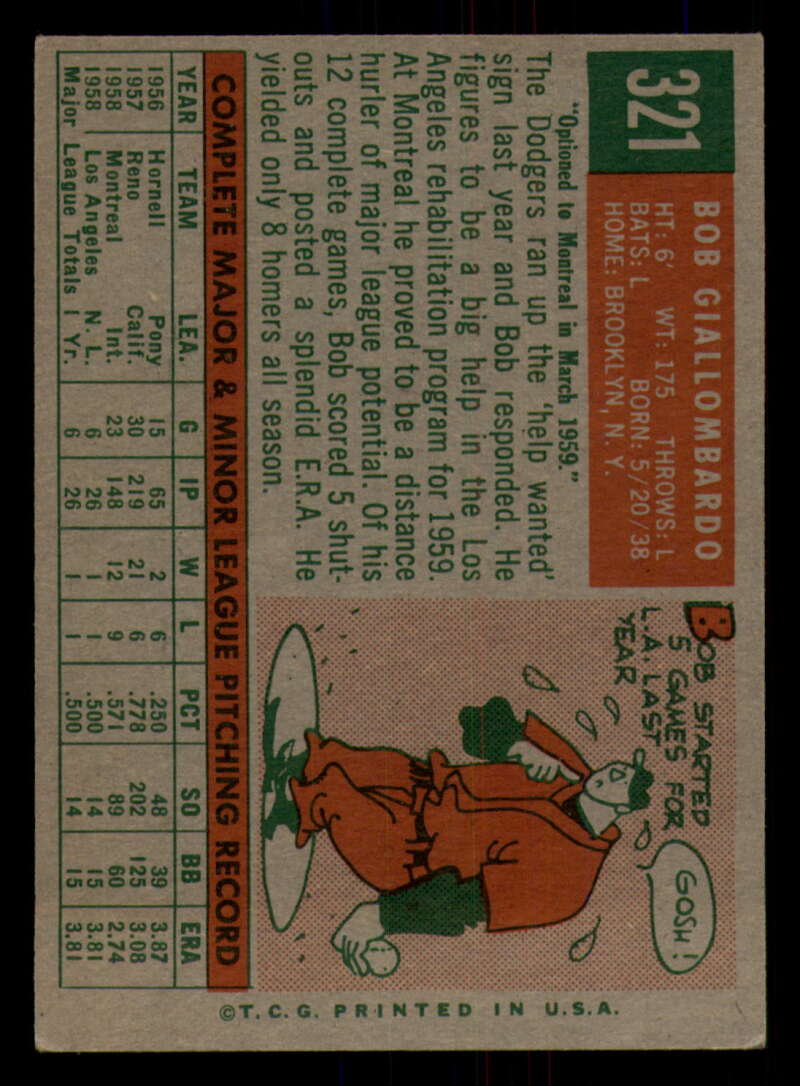 321
BOB GIALLOMBARDO
HT: 6' WT: 175 THROWS: L
BATS: L BORN: 5/20/38
HOME: BROOKLYN, N. Y.
"Optioned to Montreal in March 1959."
The Dodgers ran up the 'help wanted'
sign last year and Bob responded. He
figures to be a big help in the Los
Angeles rehabilitation program for 1959.
At Montreal he proved to be a distance
hurler of major league potential. Of his
12 complete games, Bob scored 5 shut-
outs and posted a splendid E.R.A. He
yielded only 8 homers all season.
BOB STARTED
5 GAMES FOR
L.A. LAST
YEAR
GOSH!
COMPLETE MAJOR & MINOR LEAGUE PITCHING RECORD
YEAR TEAM LEA. G IP W L PCT SO BB ERA
1956 Hornell Pony 15 65 2 6 .250 48 39 3.87
1957 Reno Calif. 30 219 21 6 .778 202 125 3.08
1958 Montreal Int. 23 148 12 9 .571 89 60 2.74
1958 Los Angeles N. L. 6 26 1 1 .500 14 15 3.81
Major League Totals 1 Yr. 6 26 1 1 .500 14 15 3.81
©T. C. G. PRINTED IN U.S.A.